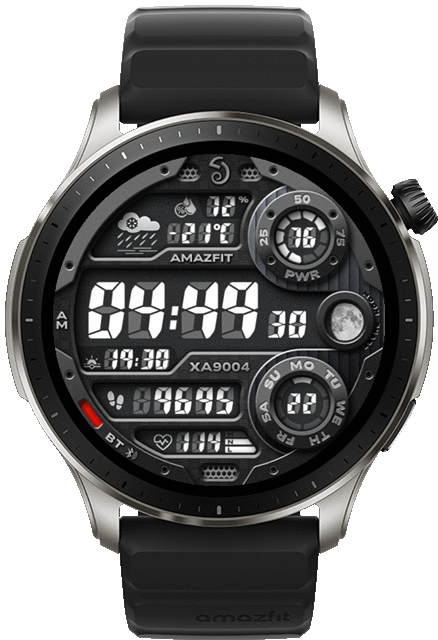 12%
21°C
AMAZFIT
50
25
75
76
PWR
AM
04:49 30
09:30
XA9004
9695
SU MO TU WE TH FR SA
22
114
BT
amazfit